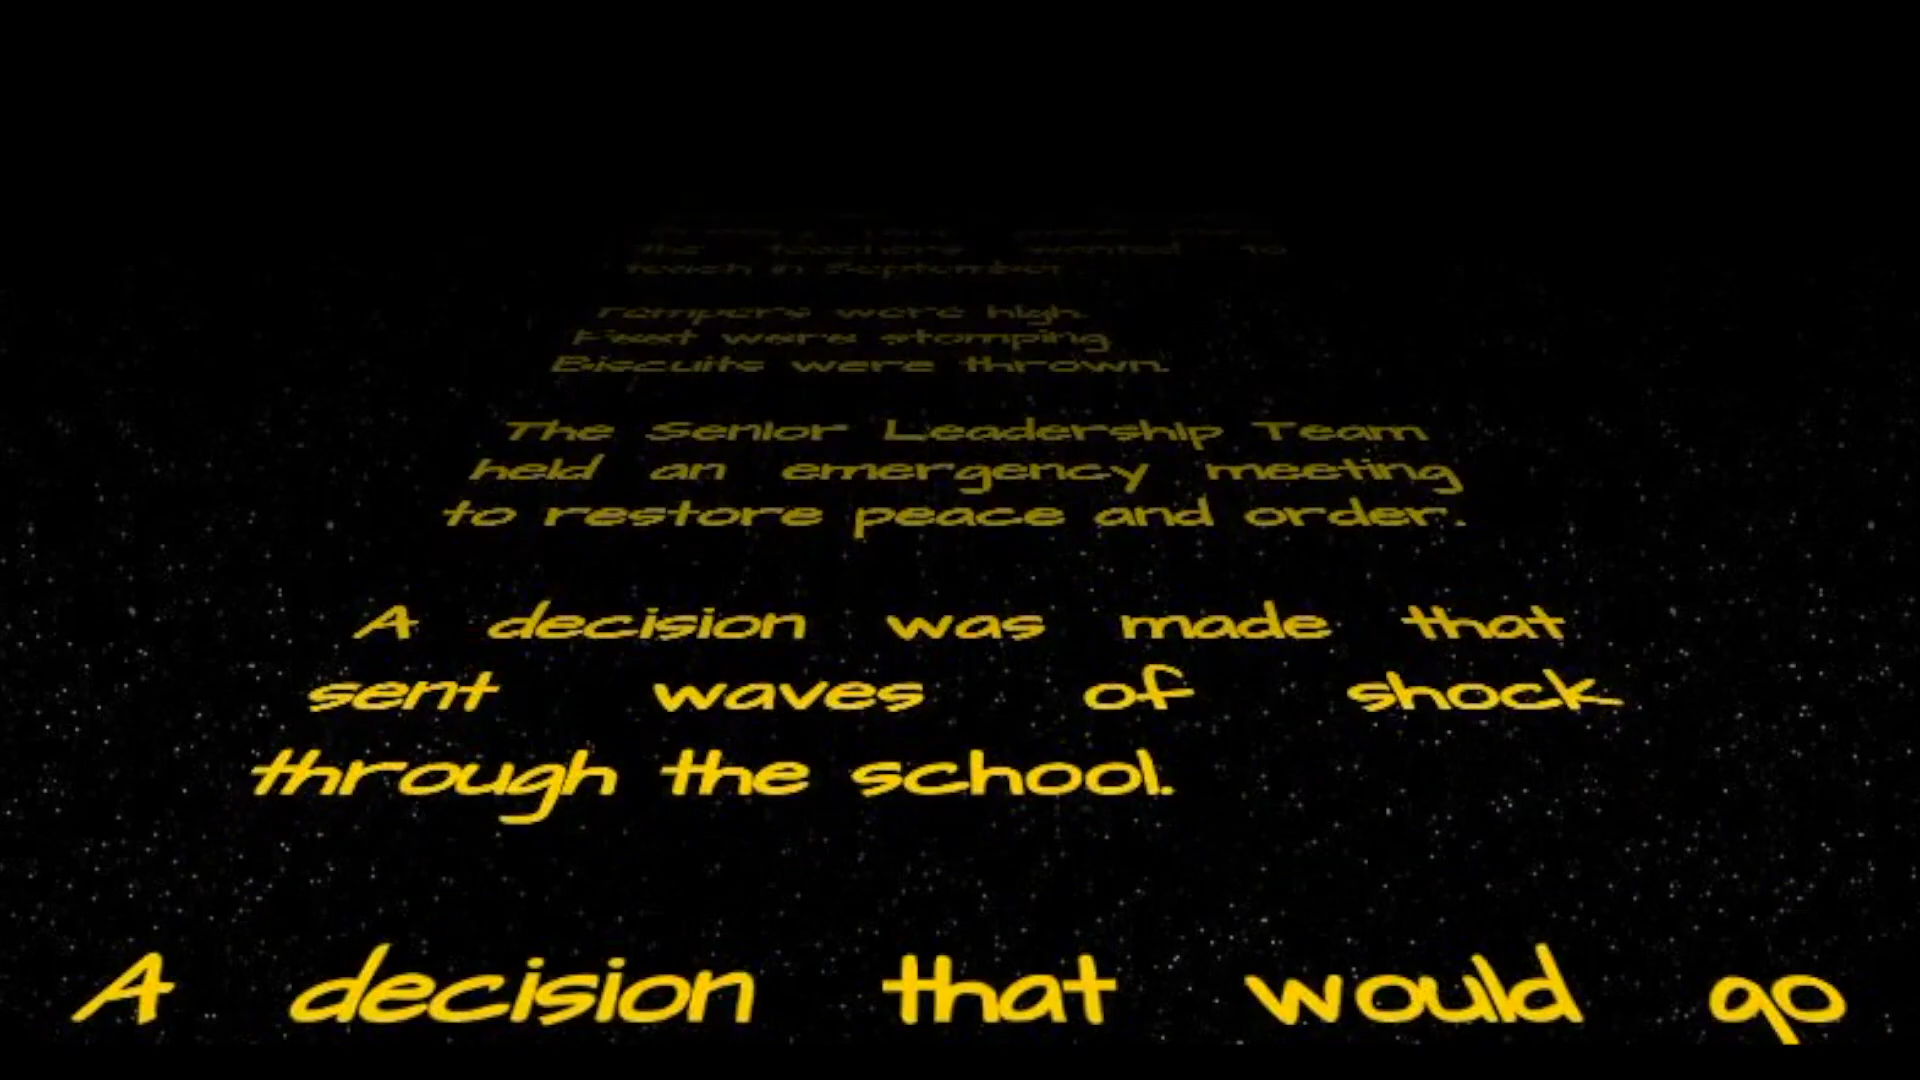 the teachers wanted to
teach in September.
Tempers were high.
Feet were stomping.
Biscuits were thrown.
The Senior Leadership Team
held an emergency meeting
to restore peace and order.
A decision was made that
sent waves of shock
through the school.
A decision that would go